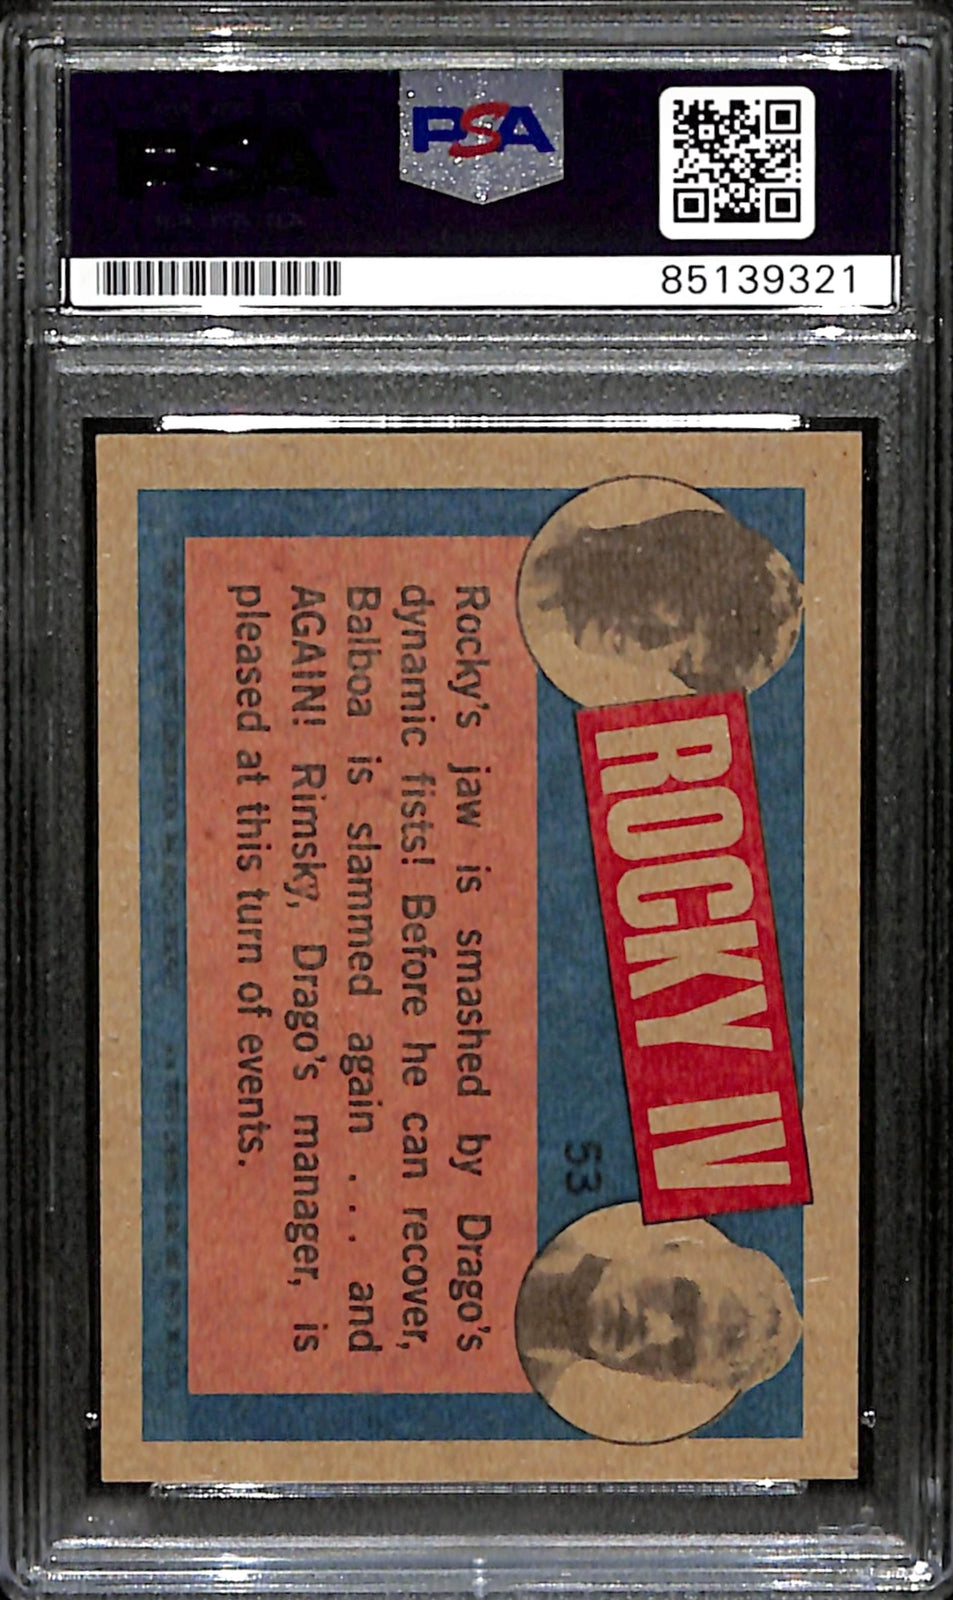 PSA
PSA
85139321
ROCKY IV
53
Rocky's jaw is smashed by Drago's
dynamic fists! Before he can recover,
Balboa is slammed again . . . and
AGAIN! Rimsky, Drago's manager, is
pleased at this turn of events.